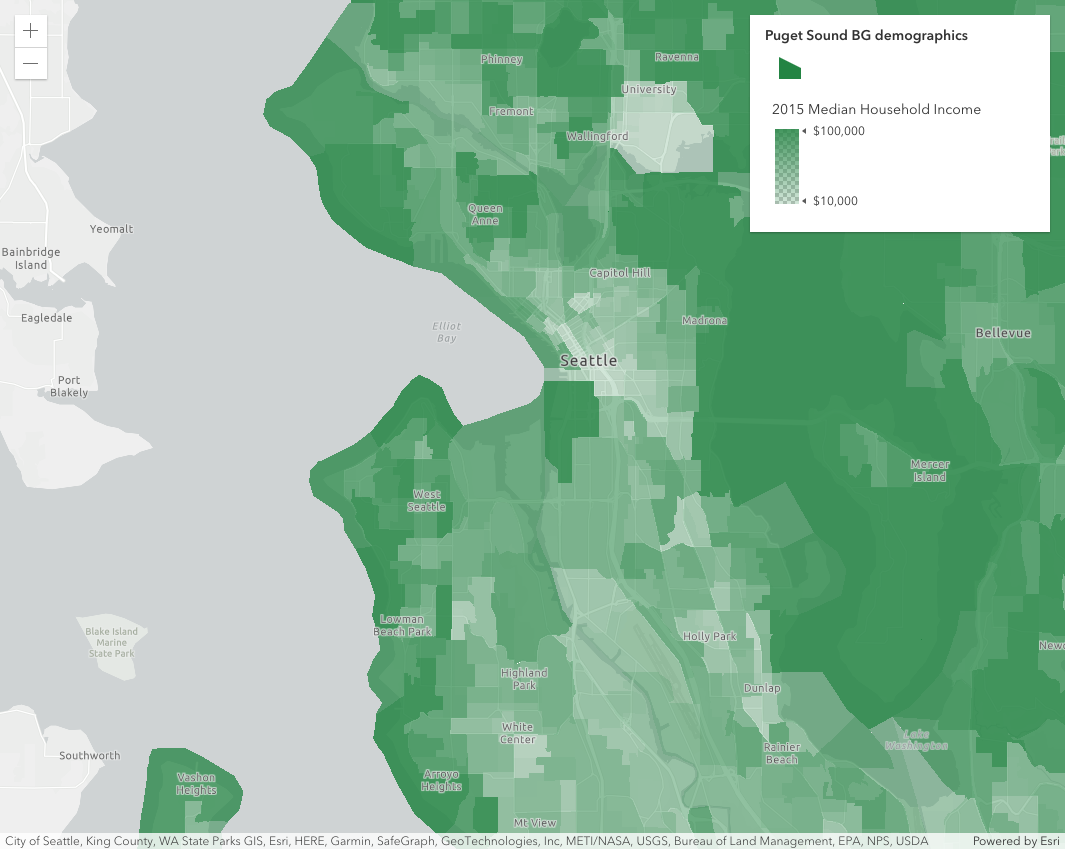 Puget Sound BG demographics
2015 Median Household Income
$100,000
$10,000
Phinney
Ravenna
University
Fremont
Wallingford
Queen
Anne
Yeomalt
Bainbridge
Island
Capitol Hill
Eagledale
Madrona
Elliot
Bay
Bellevue
Seattle
Port
Blakely
Mercer
Island
West
Seattle
Lowman
Beach Park
Blake Island
Marine
State Park
Holly Park
Highland
Park
Dunlap
White
Center
Lake
Washington
Rainier
Beach
Southworth
Vashon
Heights
Arroyo
Heights
Mt View
City of Seattle, King County, WA State Parks GIS, Esri, HERE, Garmin, SafeGraph, GeoTechnologies, Inc, METI/NASA, USGS, Bureau of Land Management, EPA, NPS, USDA
Powered by Esri